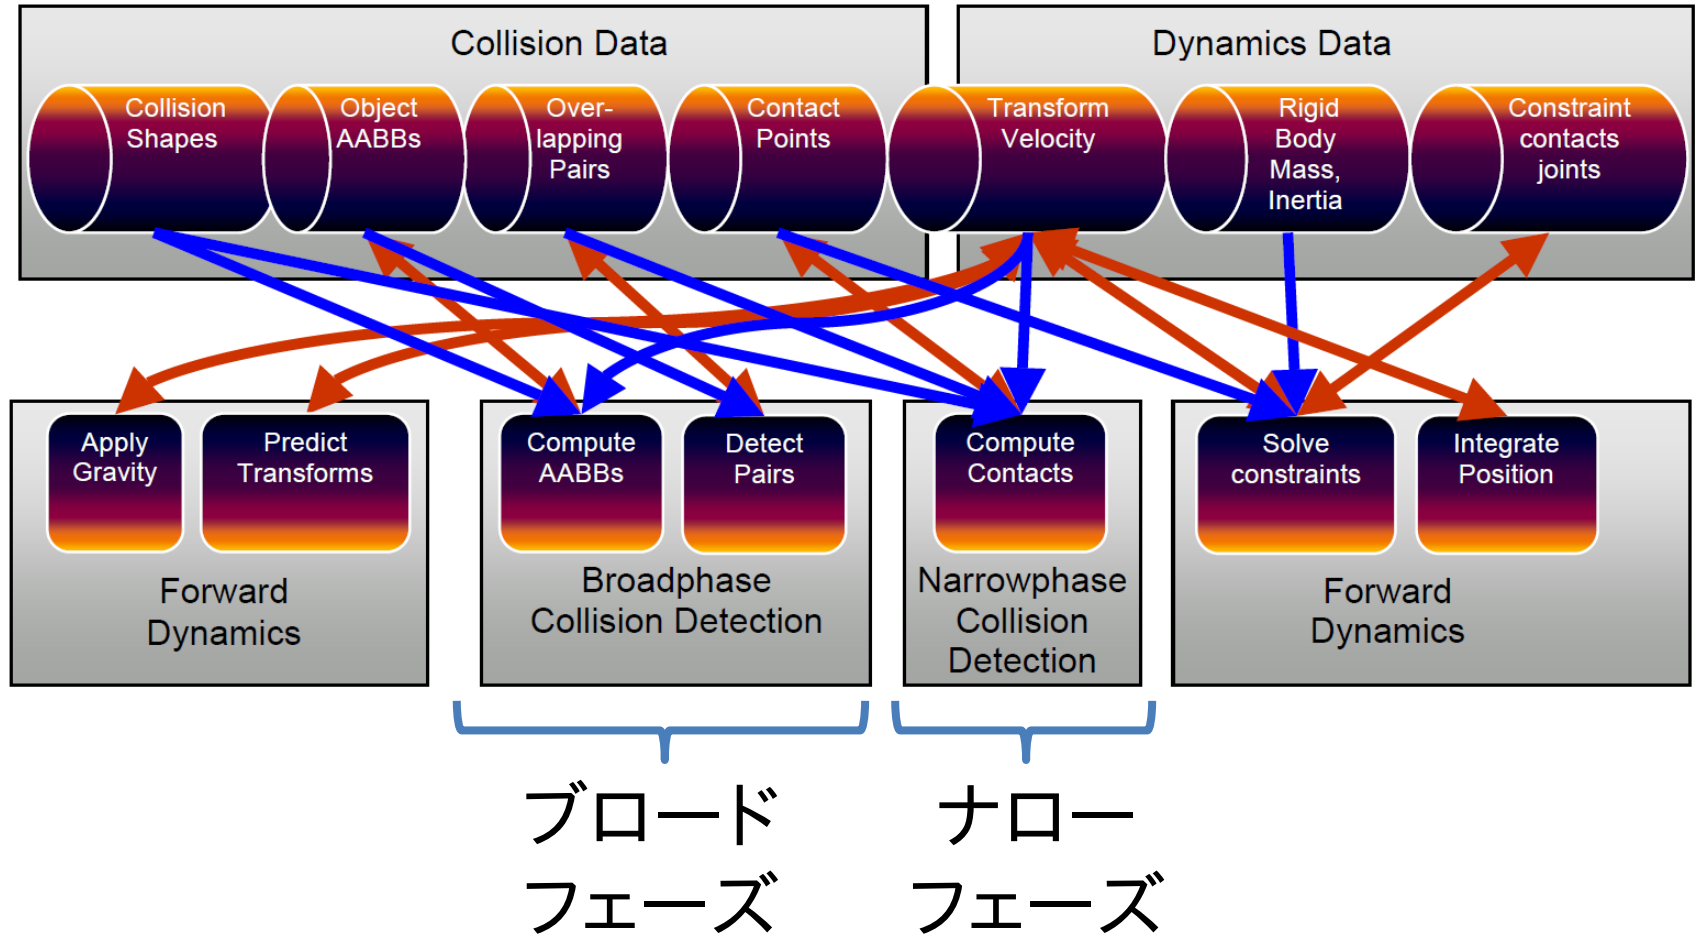 Collision Data
Dynamics Data
Collision
Shapes
Object
AABBs
Over-
lapping
Pairs
Contact
Points
Transform
Velocity
Rigid
Body
Mass,
Inertia
Constraint
contacts
joints
Apply
Gravity
Predict
Transforms
Forward
Dynamics
Compute
AABBs
Detect
Pairs
Broadphase
Collision Detection
Compute
Contacts
Narrowphase
Collision
Detection
Solve
constraints
Integrate
Position
Forward
Dynamics
ブロード
フェーズ
ナロー
フェーズ